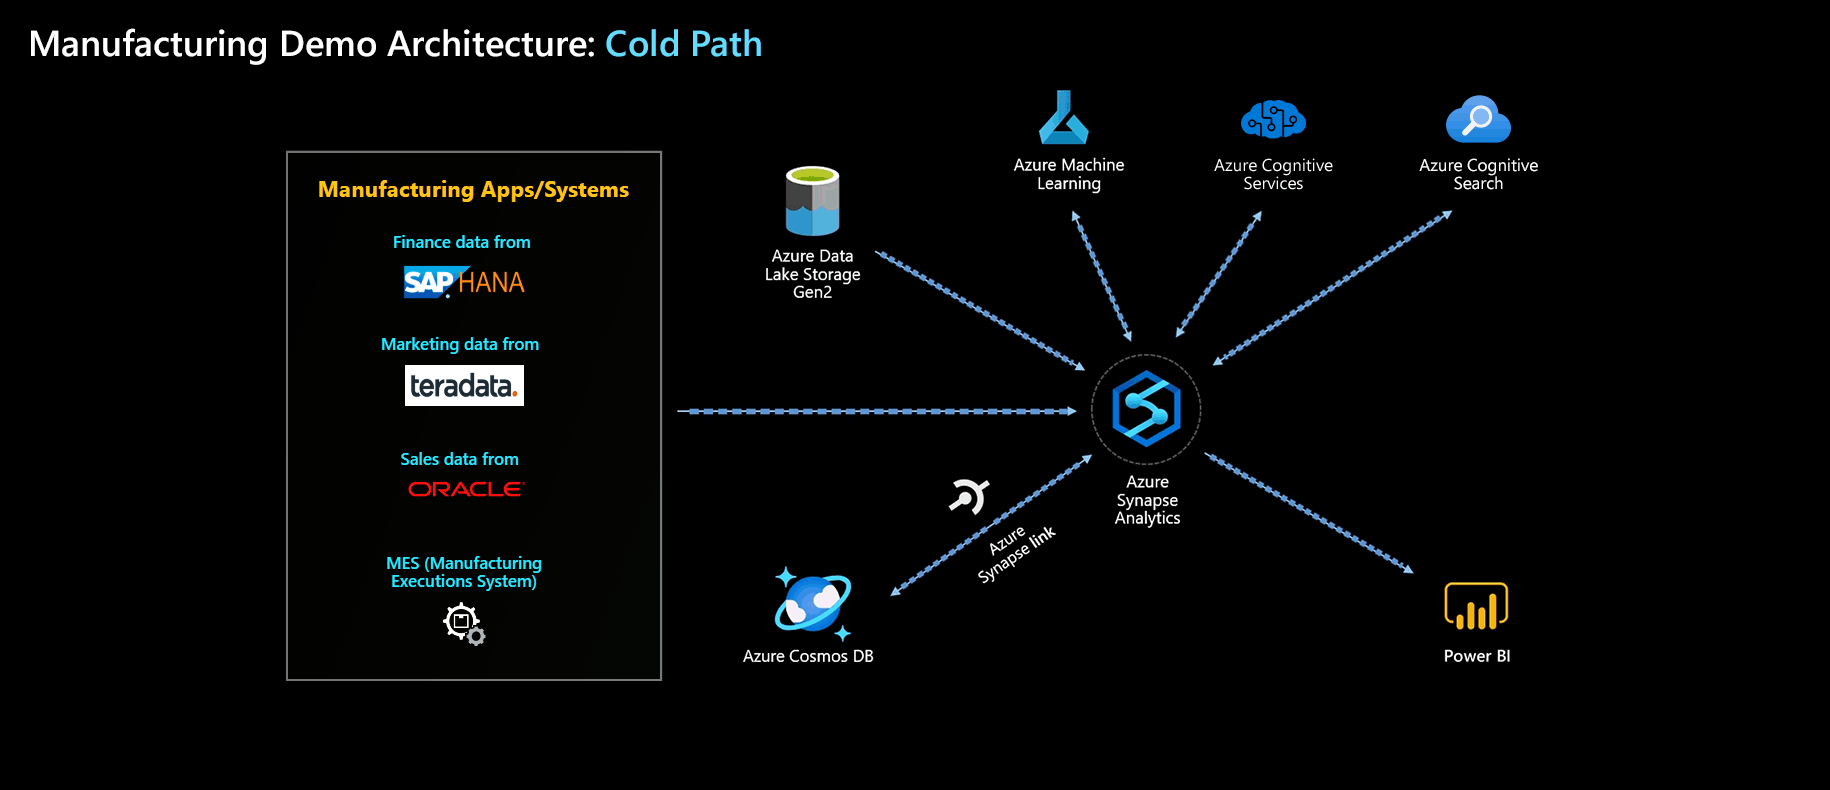 Manufacturing Demo Architecture: Cold Path
Manufacturing Apps/Systems
Finance data from
SAP HANA
Marketing data from
teradata.
Sales data from
ORACLE
MES (Manufacturing
Executions System)
Azure Data
Lake Storage
Gen2
Azure Machine
Learning
Azure Cognitive
Services
Azure Cognitive
Search
Azure
Synapse
Analytics
Azure
Synapse link
Azure Cosmos DB
Power BI